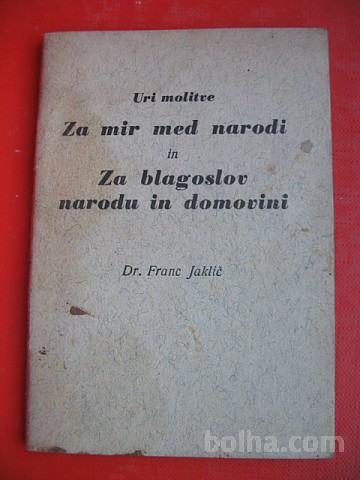 Uri molitve
Za mir med narodi
in
Za blagoslov
narodu in domovini
Dr. Franc Jaklič
bolha.com